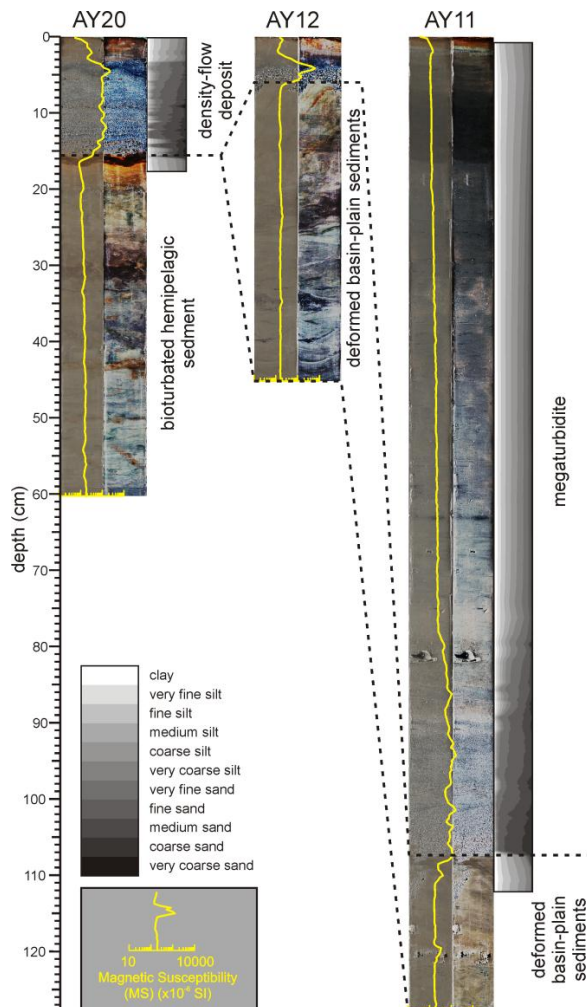 AY20
AY12
AY11
0
10
20
30
40
50
60
70
80
90
100
110
120
depth (cm)
density-flow
deposit
bioturbated hemipelagic
sediment
deformed basin-plain sediments
megaturbidite
deformed
basin-plain
sediments
clay
very fine silt
fine silt
medium silt
coarse silt
very coarse silt
very fine sand
fine sand
medium sand
coarse sand
very coarse sand
10 10000
Magnetic Susceptibility
(MS) (x10⁻⁶ SI)